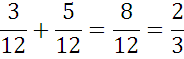 3/12 + 5/12 = 8/12 = 2/3